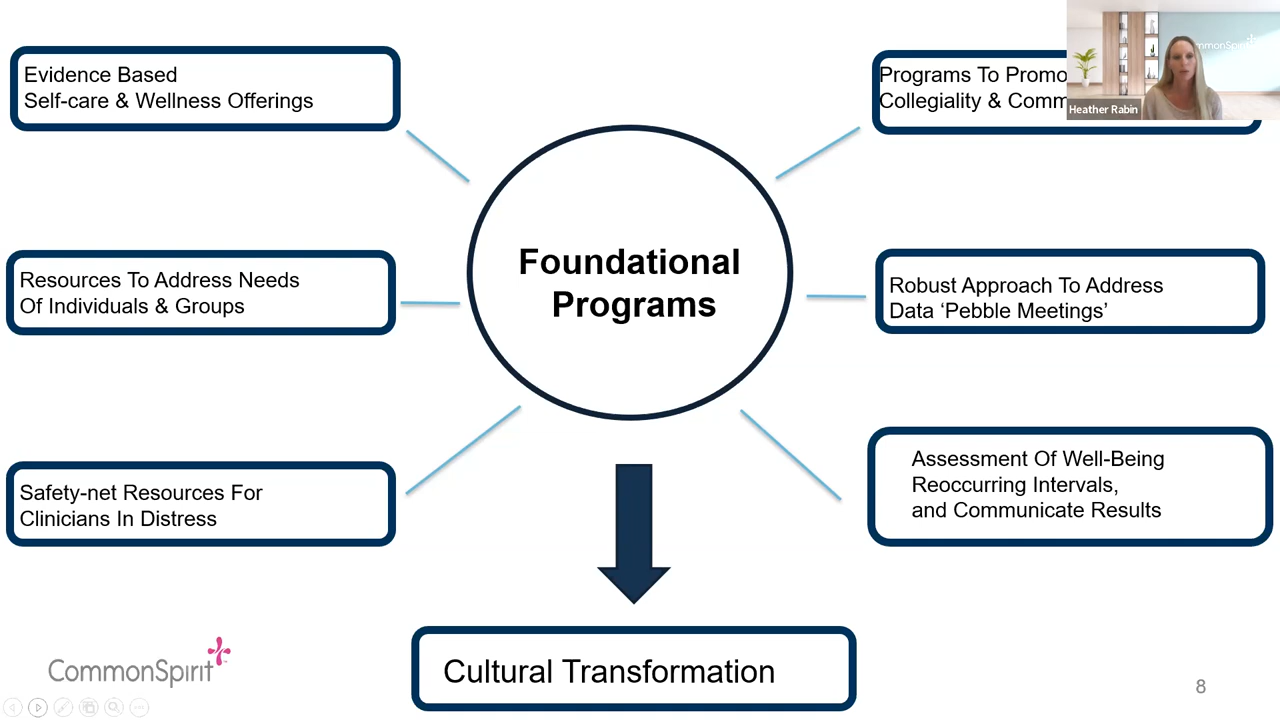 Evidence Based
Self-care & Wellness Offerings
Programs To
Collegiality &
Heather Rabin
Foundational
Programs
Resources To Address Needs
Of Individuals & Groups
Robust Approach To Address
Data ‘Pebble Meetings’
Safety-net Resources For
Clinicians In Distress
Assessment Of Well-Being
Reoccurring Intervals,
and Communicate Results
Cultural Transformation
CommonSpirit
8